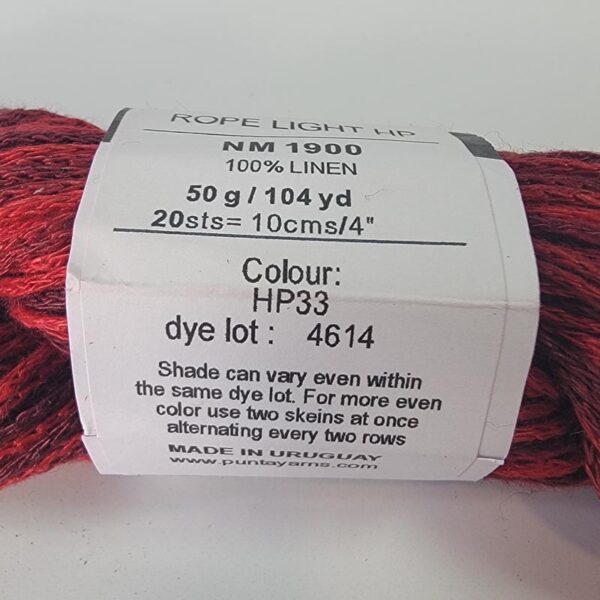 ROPE LIGHT HP
NM 1900
100% LINEN
50 g / 104 yd
20sts= 10cms/4"
Colour:
HP33
dye lot : 4614
Shade can vary even within
the same dye lot. For more even
color use two skeins at once
alternating every two rows
MADE IN URUGUAY
www.puntayarns.com